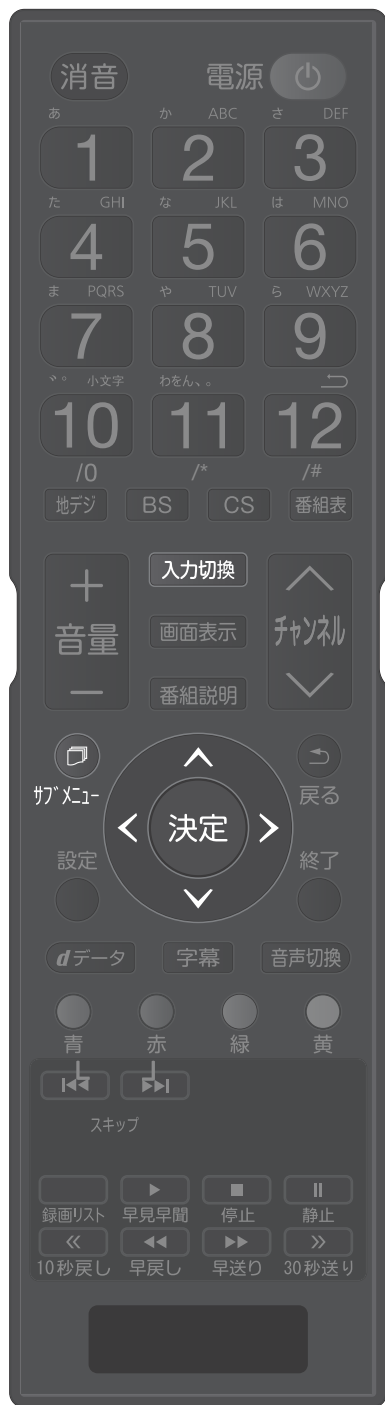 消音 電源
あ か ABC さ DEF
1 2 3
た GHI な JKL は MNO
4 5 6
ま PQRS や TUV ら WXYZ
7 8 9
゛゜ 小文字 わをん、。
10 11 12
/0 /* /#
地デジ BS CS 番組表
+ 入力切換
音量 画面表示 チャンネル
− 番組説明
サブメニュー 戻る
決定
設定 終了
dデータ 字幕 音声切換
青 赤 緑 黄
スキップ
録画リスト 早見早聞 停止 静止
10秒戻し 早戻し 早送り 30秒送り